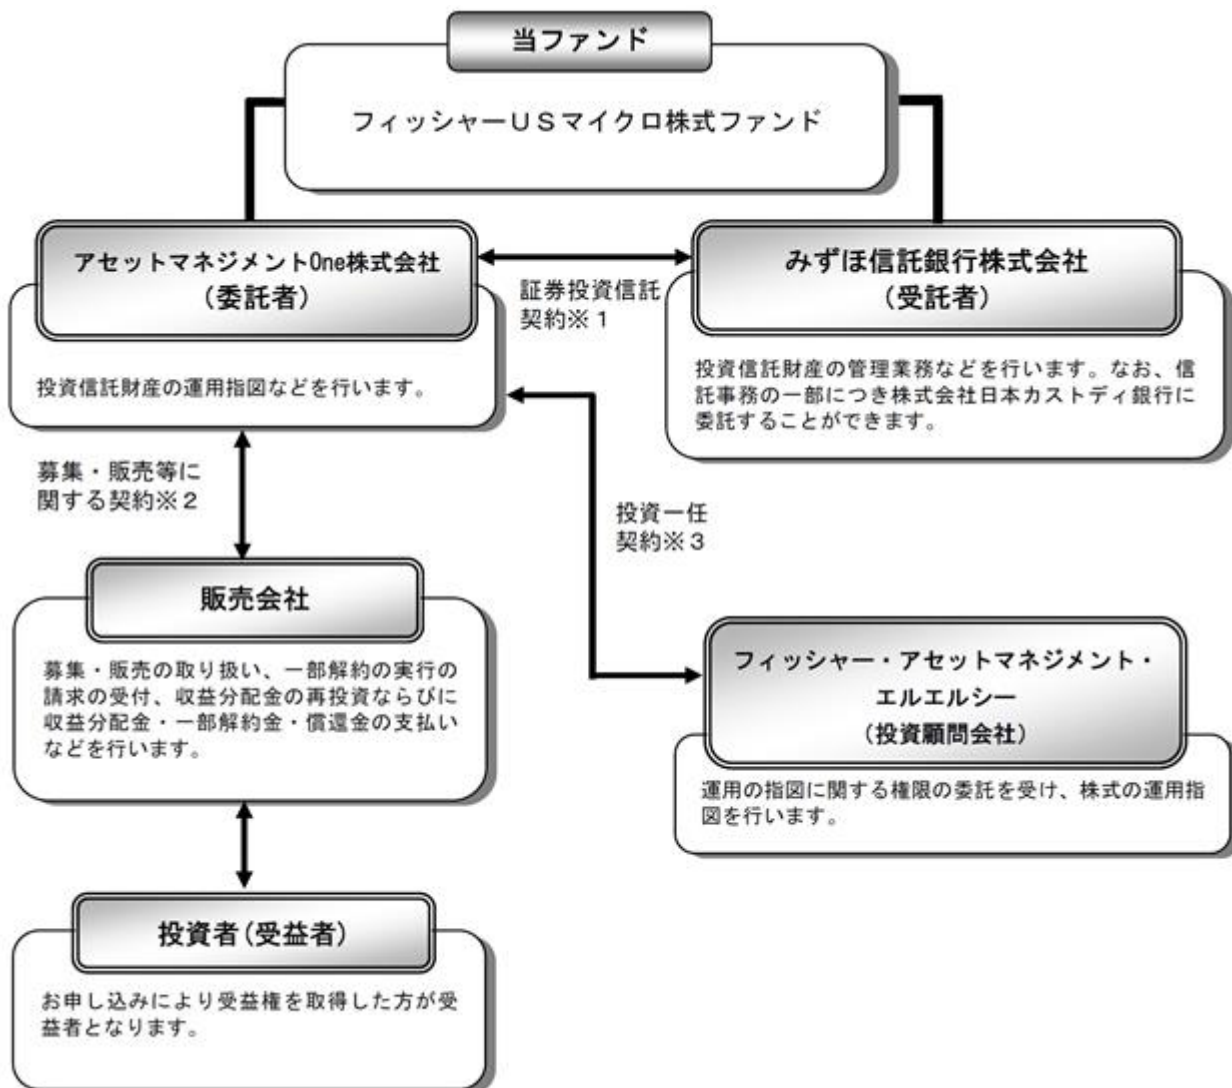 当ファンド
フィッシャーＵＳマイクロ株式ファンド
アセットマネジメントOne株式会社
（委託者）
投資信託財産の運用指図などを行います。
証券投資信託
契約※１
みずほ信託銀行株式会社
（受託者）
投資信託財産の管理業務などを行います。なお、信
託事務の一部につき株式会社日本カストディ銀行に
委託することができます。
募集・販売等に
関する契約※２
投資一任
契約※３
販売会社
募集・販売の取り扱い、一部解約の実行の
請求の受付、収益分配金の再投資ならびに
収益分配金・一部解約金・償還金の支払い
などを行います。
フィッシャー・アセットマネジメント・
エルエルシー
（投資顧問会社）
運用の指図に関する権限の委託を受け、株式の運用指
図を行います。
投資者（受益者）
お申し込みにより受益権を取得した方が受
益者となります。